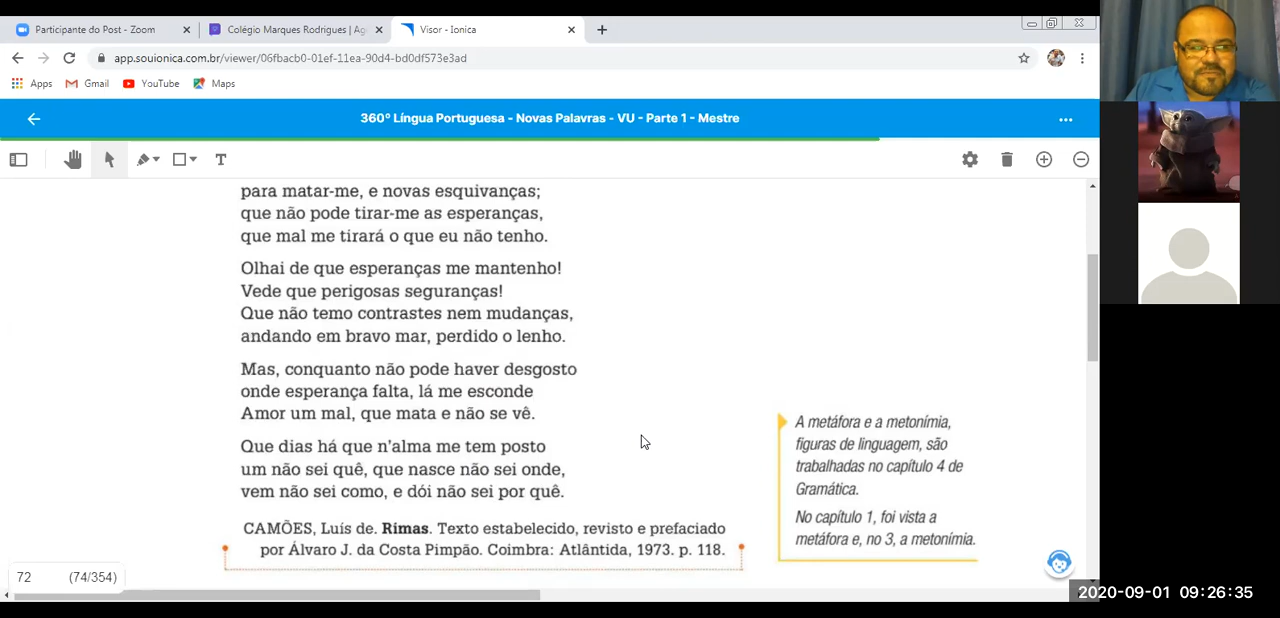 Participante do Post - Zoom
Colégio Marques Rodrigues | Ag
Visor - Ionica
app.souionica.com.br/viewer/06fbacb0-01ef-11ea-90d4-bd0df573e3ad
Apps Gmail YouTube Maps
360º Língua Portuguesa - Novas Palavras - VU - Parte 1 - Mestre
T
para matar-me, e novas esquivanças;
que não pode tirar-me as esperanças,
que mal me tirará o que eu não tenho.
Olhai de que esperanças me mantenho!
Vede que perigosas seguranças!
Que não temo contrastes nem mudanças,
andando em bravo mar, perdido o lenho.
Mas, conquanto não pode haver desgosto
onde esperança falta, lá me esconde
Amor um mal, que mata e não se vê.
Que dias há que n'alma me tem posto
um não sei quê, que nasce não sei onde,
vem não sei como, e dói não sei por quê.
CAMÕES, Luís de. Rimas. Texto estabelecido, revisto e prefaciado
por Álvaro J. da Costa Pimpão. Coimbra: Atlântida, 1973. p. 118.
A metáfora e a metonímia,
figuras de linguagem, são
trabalhadas no capítulo 4 de
Gramática.
No capítulo 1, foi vista a
metáfora e, no 3, a metonímia.
72 (74/354)
2020-09-01 09:26:35